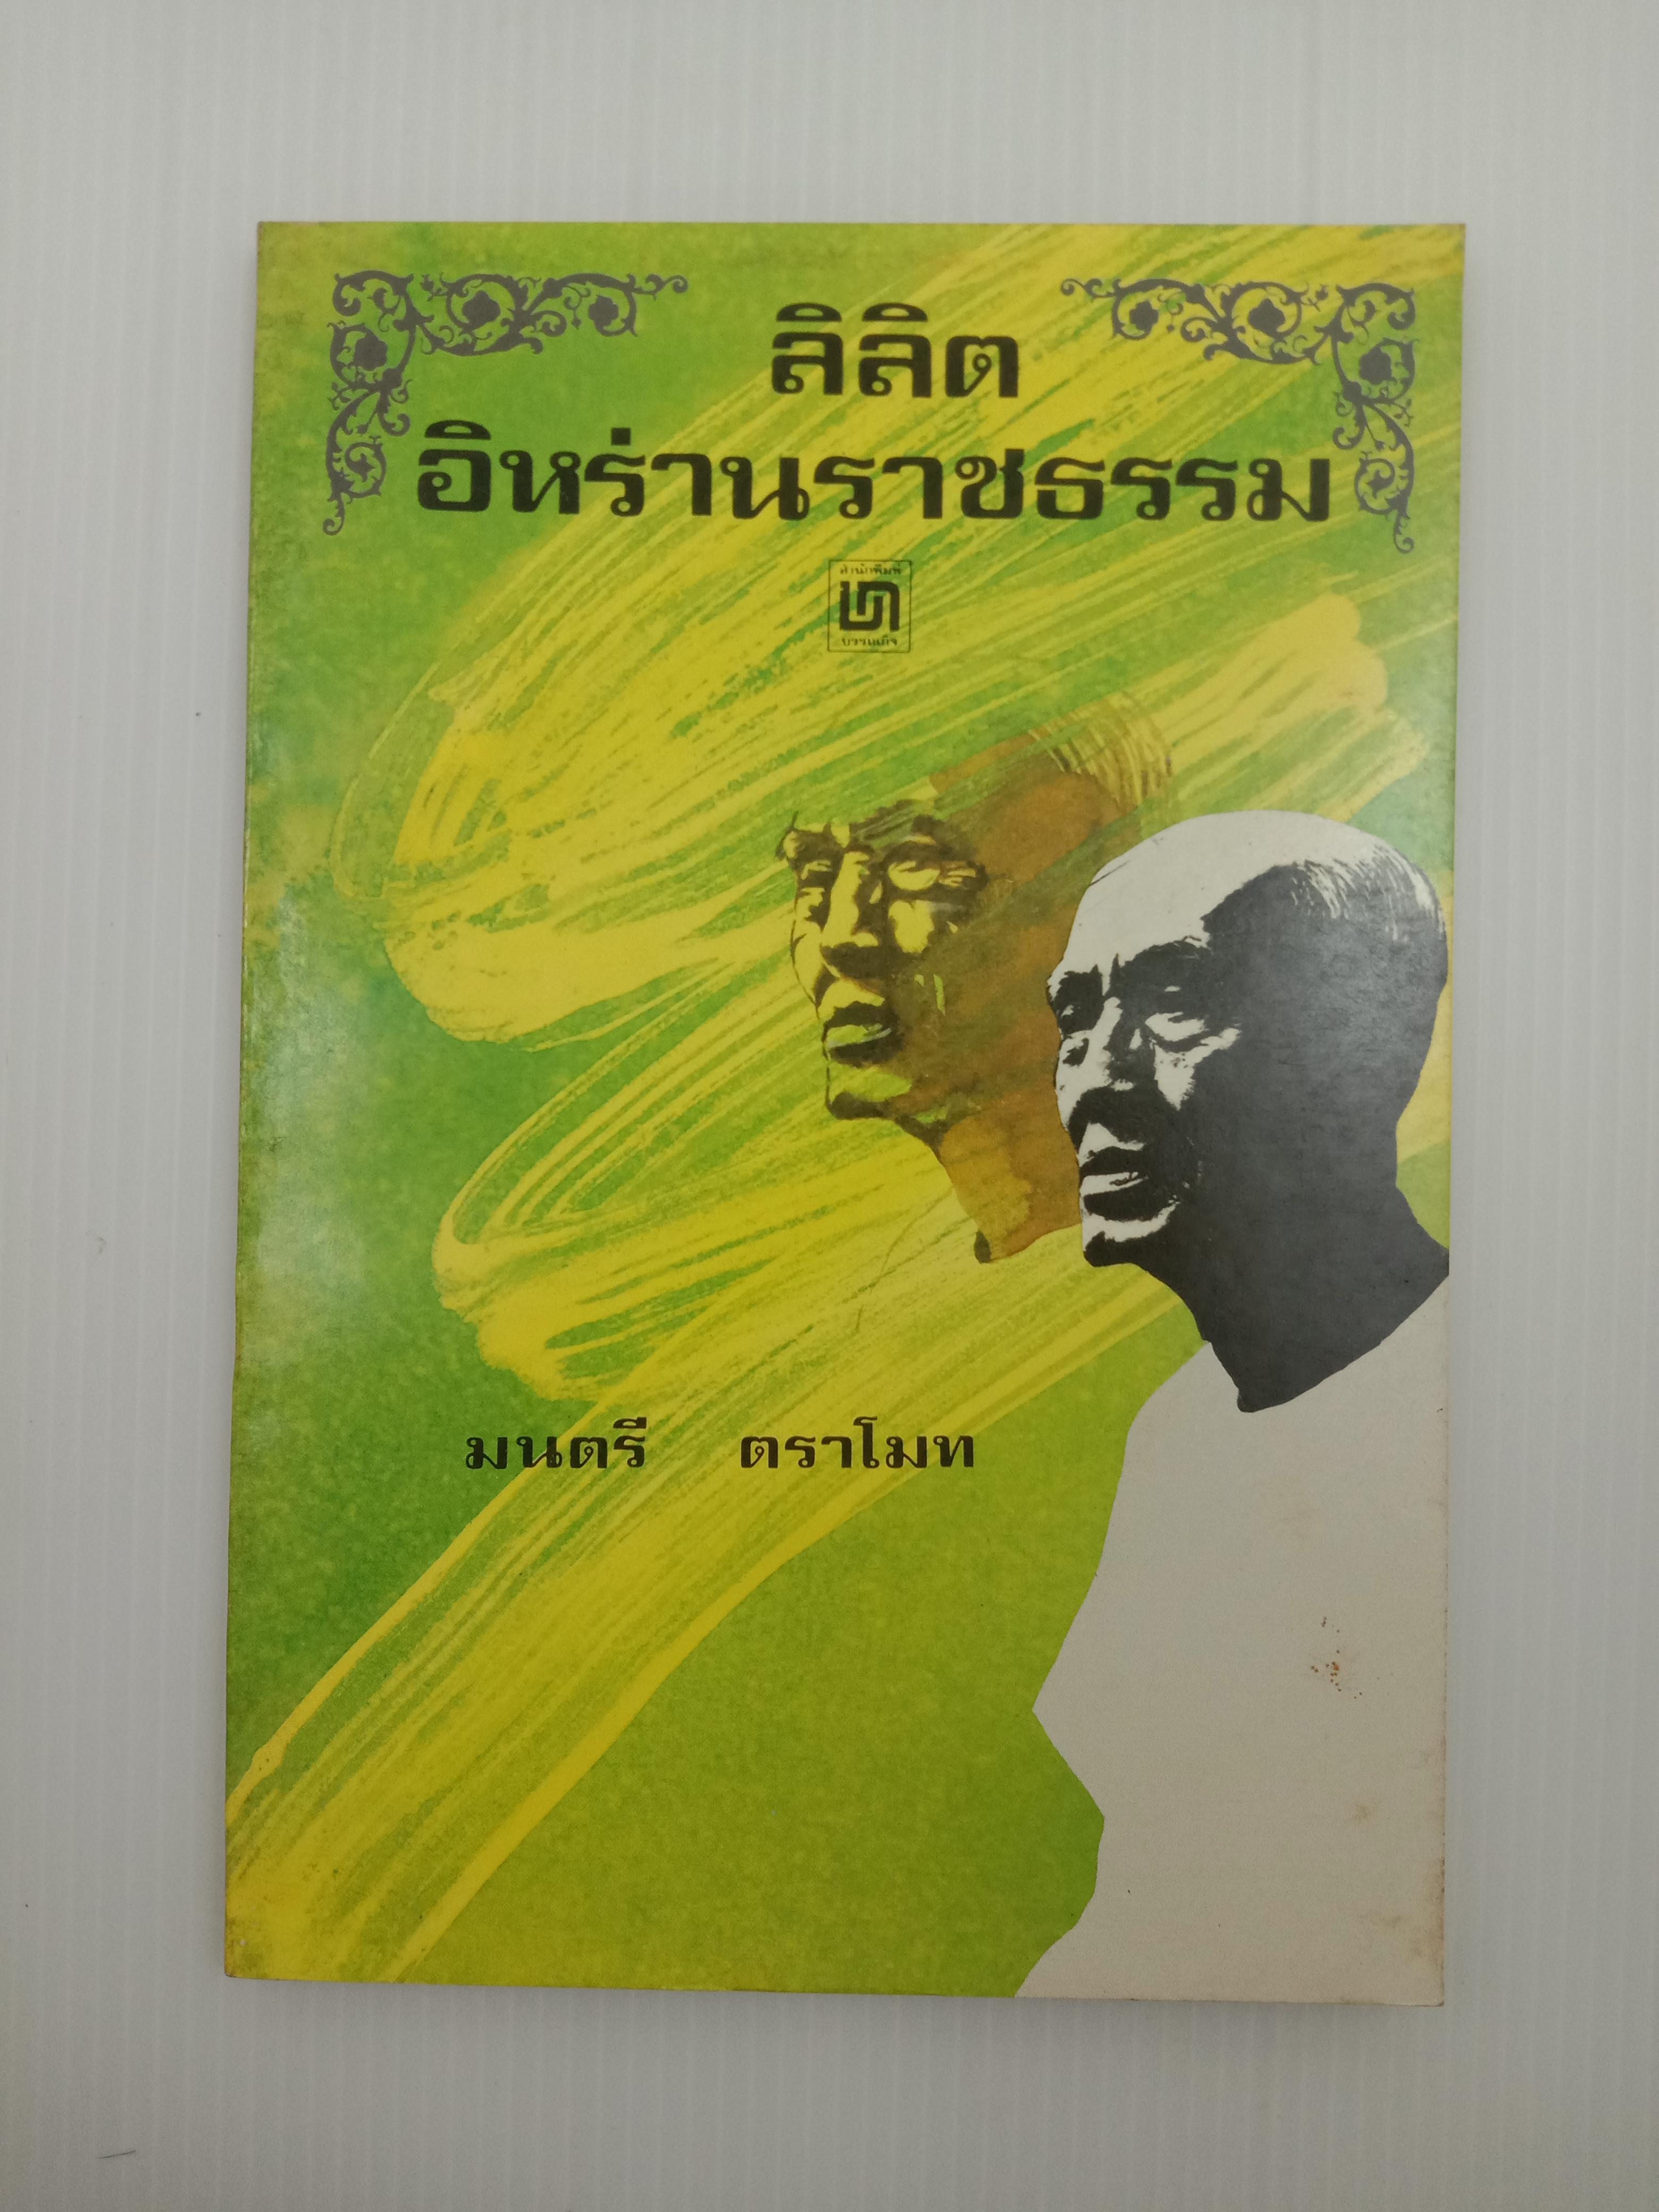 ลิลิต
อิหร่านราชธรรม
สำนักพิมพ์
บรรณกิจ
มนตรี ตราโมท